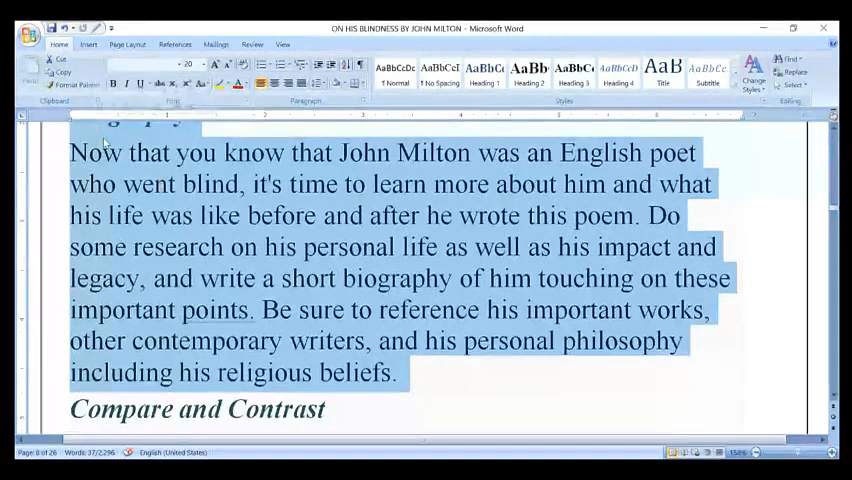 ON HIS BLINDNESS BY JOHN MILTON - Microsoft Word
Home Insert Page Layout References Mailings Review View
Cut
Copy
Format Painter
Clipboard
20
Paragraph
AaBbCcDc AaBbCcI AaBbC AaBb AaBbC AaBbCcD AaB AaBbCc
¶ Normal ¶ No Spacing Heading 1 Heading 2 Heading 3 Heading 4 Title Subtitle
Styles
Change Styles
Find
Replace
Select
Editing
Now that you know that John Milton was an English poet
who went blind, it's time to learn more about him and what
his life was like before and after he wrote this poem. Do
some research on his personal life as well as his impact and
legacy, and write a short biography of him touching on these
important points. Be sure to reference his important works,
other contemporary writers, and his personal philosophy
including his religious beliefs.
Compare and Contrast
Page: 8 of 26 Words: 37/2,296 English (United States) 158%